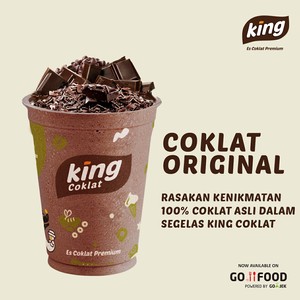 king
Es Coklat Premium
COKLAT
ORIGINAL
RASAKAN KENIKMATAN
100% COKLAT ASLI DALAM
SEGELAS KING COKLAT
king
Coklat
Es Coklat Premium
NOW AVAILABLE ON
GO FOOD
POWERED BY GO JEK